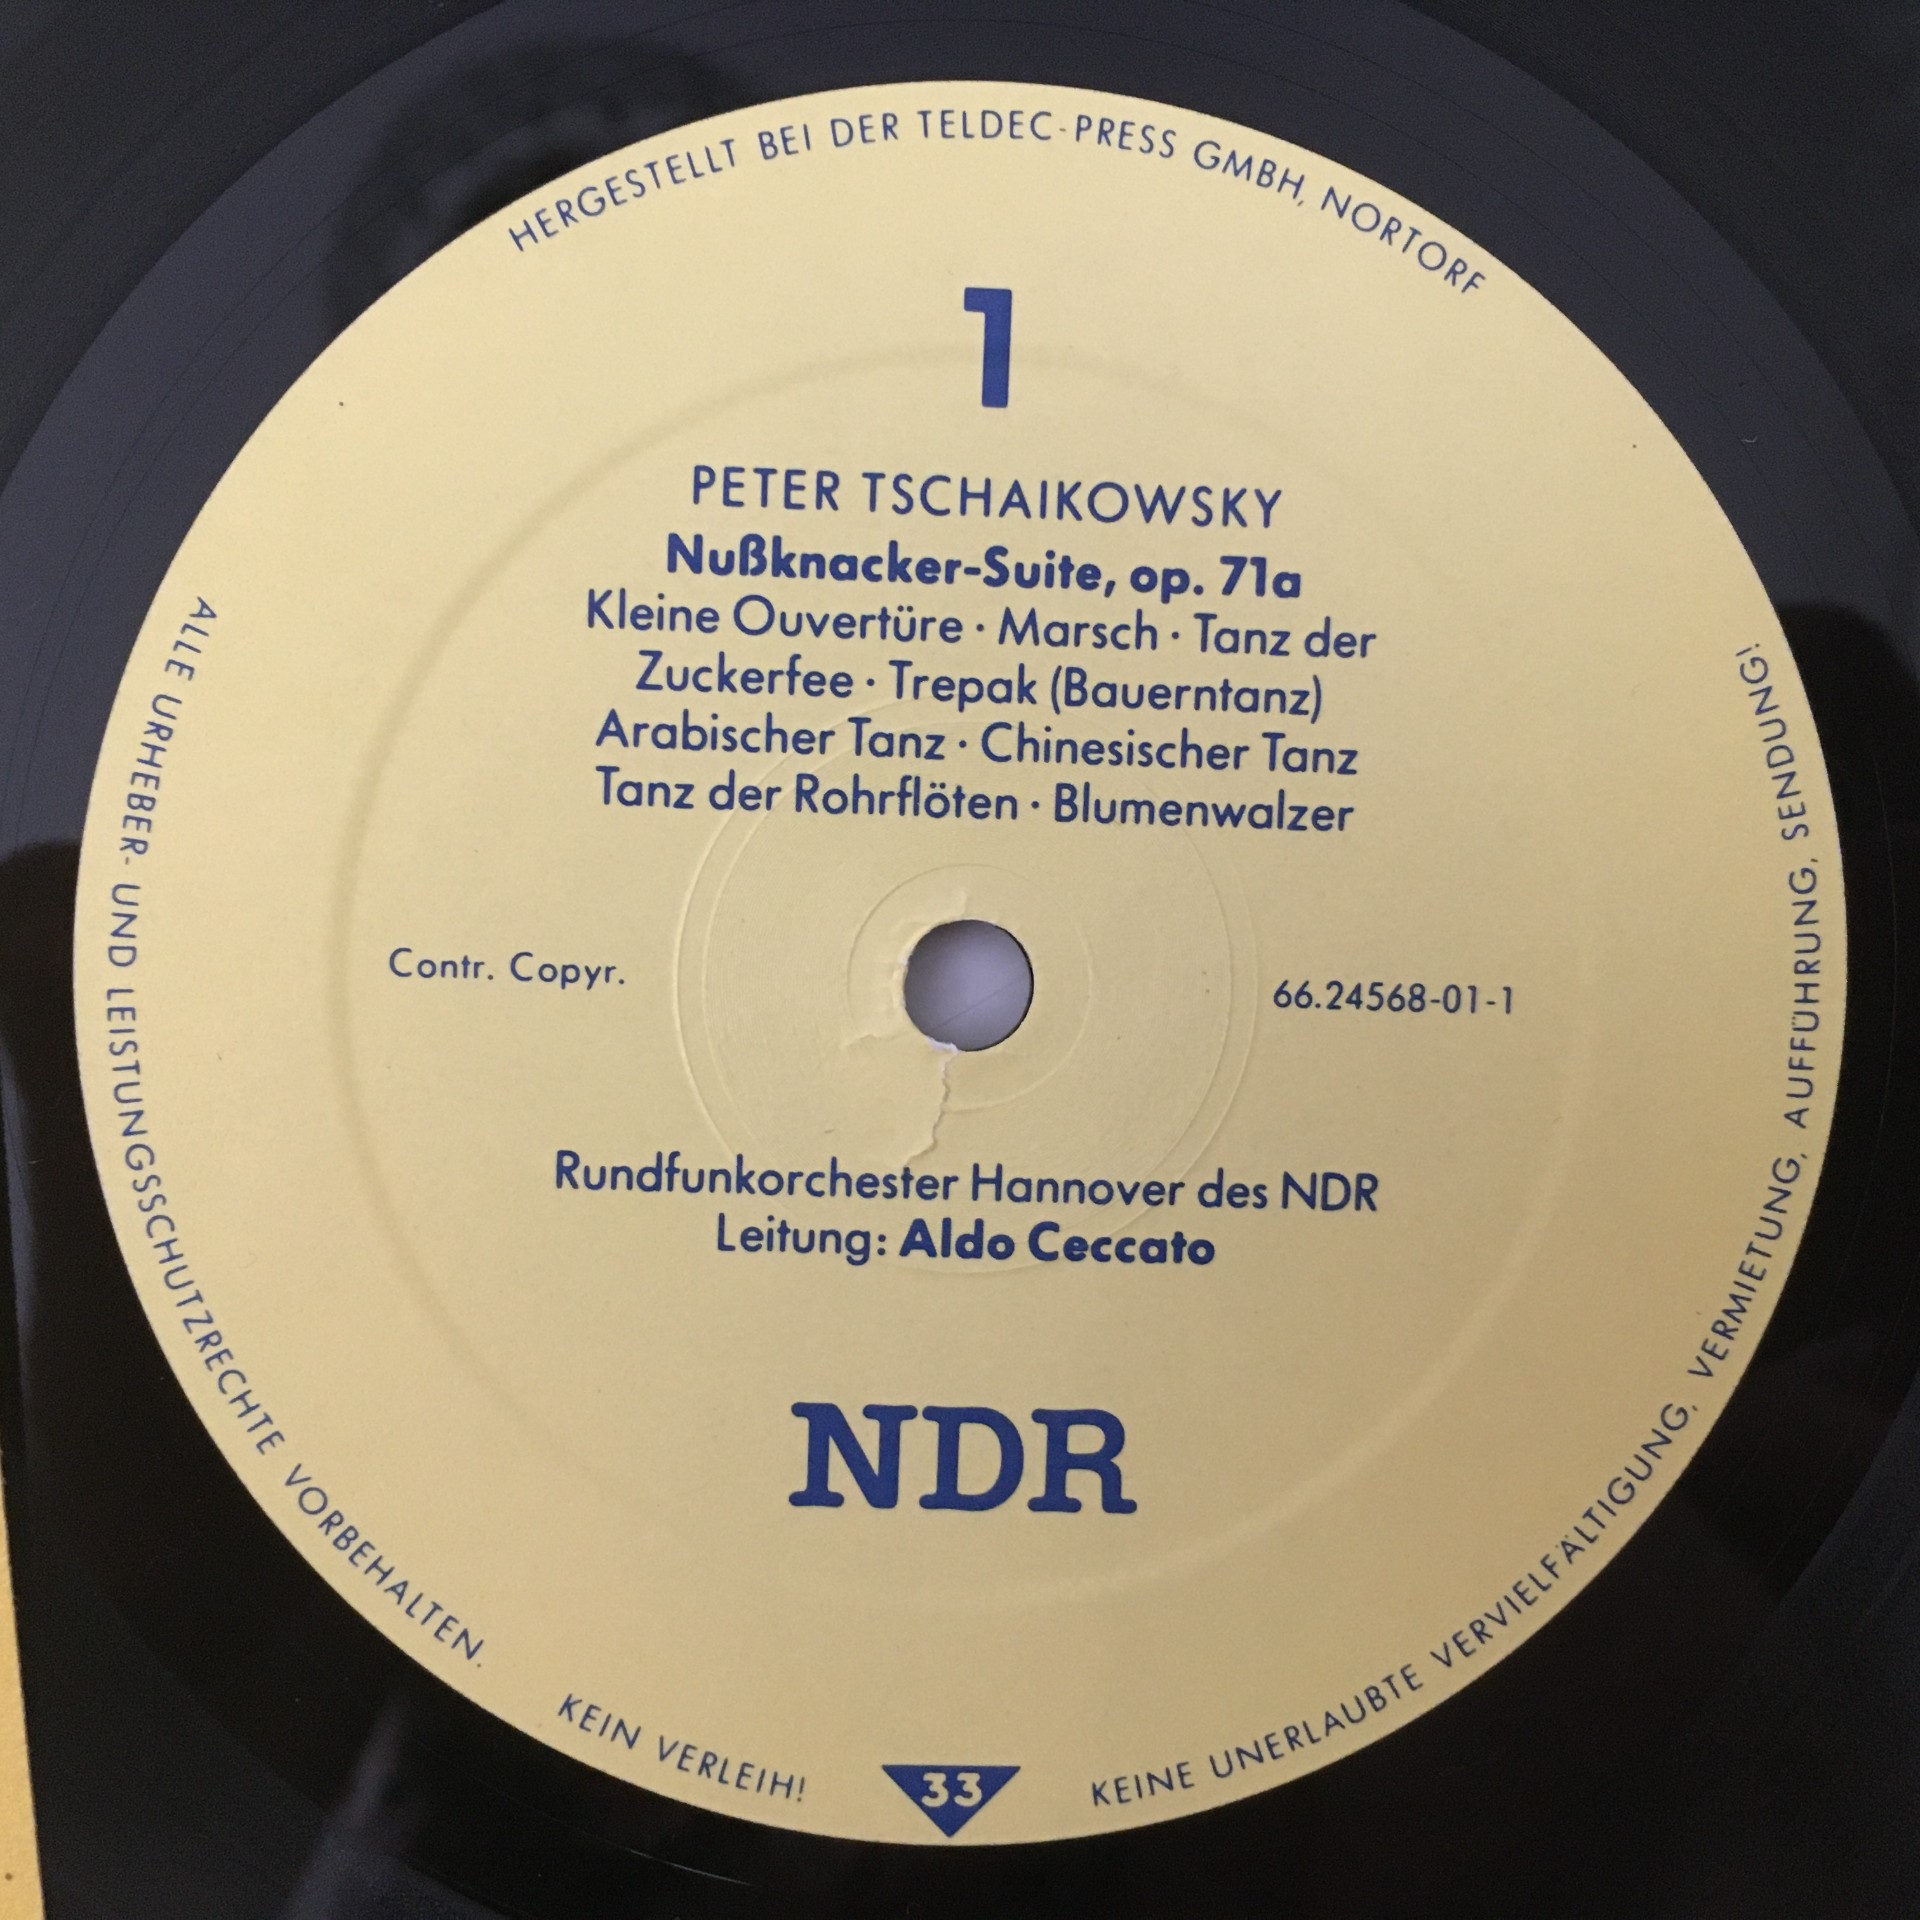 HERGESTELLT BEI DER TELDEC-PRESS GMBH, NORTORF
1
PETER TSCHAIKOWSKY
Nußknacker-Suite, op. 71a
Kleine Ouvertüre · Marsch · Tanz der
Zuckerfee · Trepak (Bauerntanz)
Arabischer Tanz · Chinesischer Tanz
Tanz der Rohrflöten · Blumenwalzer
Contr. Copyr.
66.24568-01-1
Rundfunkorchester Hannover des NDR
Leitung: Aldo Ceccato
NDR
ALLE URHEBER- UND LEISTUNGSSCHUTZRECHTE VORBEHALTEN.
KEIN VERLEIH!
33
KEINE UNERLAUBTE VERVIELFÄLTIGUNG, VERMIETUNG, AUFFÜHRUNG, SENDUNG!